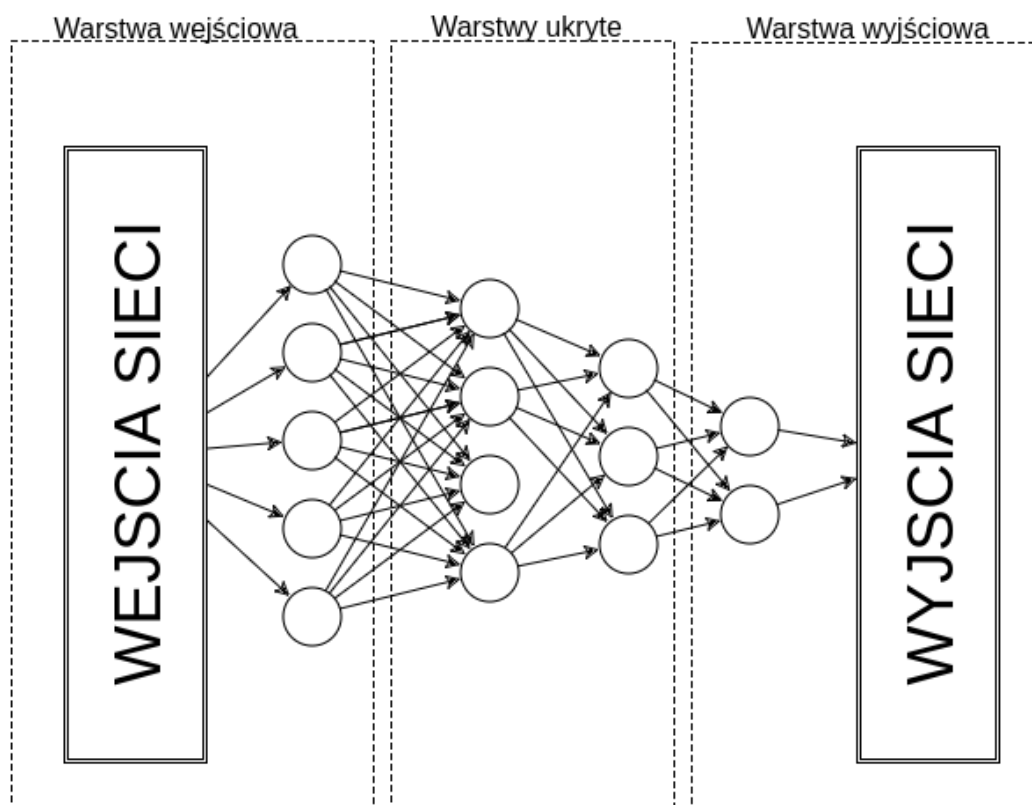 Warstwa wejściowa
Warstwy ukryte
Warstwa wyjściowa
WEJSCIA SIECI
WYJSCIA SIECI